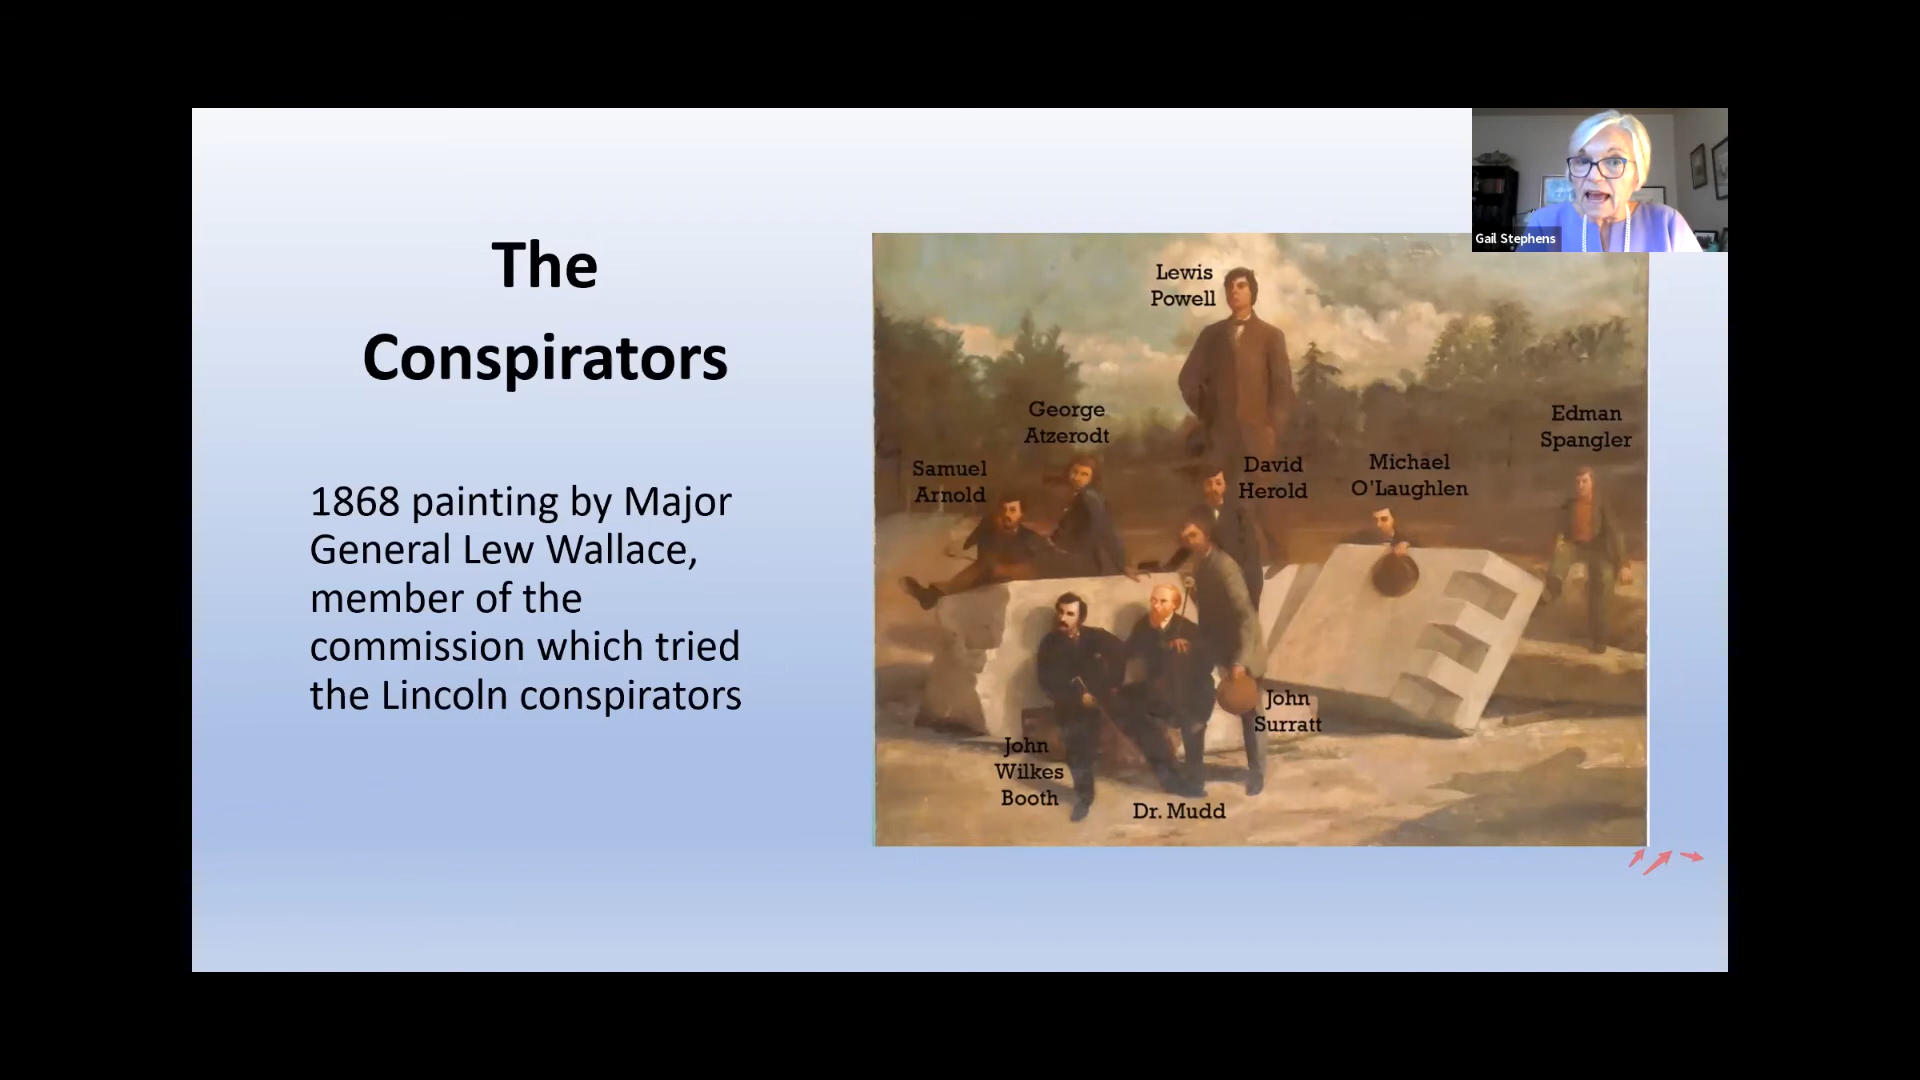 The
Conspirators
1868 painting by Major
General Lew Wallace,
member of the
commission which tried
the Lincoln conspirators
Gail Stephens
Lewis
Powell
George
Atzerodt
Edman
Spangler
Samuel
Arnold
David
Herold
Michael
O'Laughlen
John
Surratt
John
Wilkes
Booth
Dr. Mudd